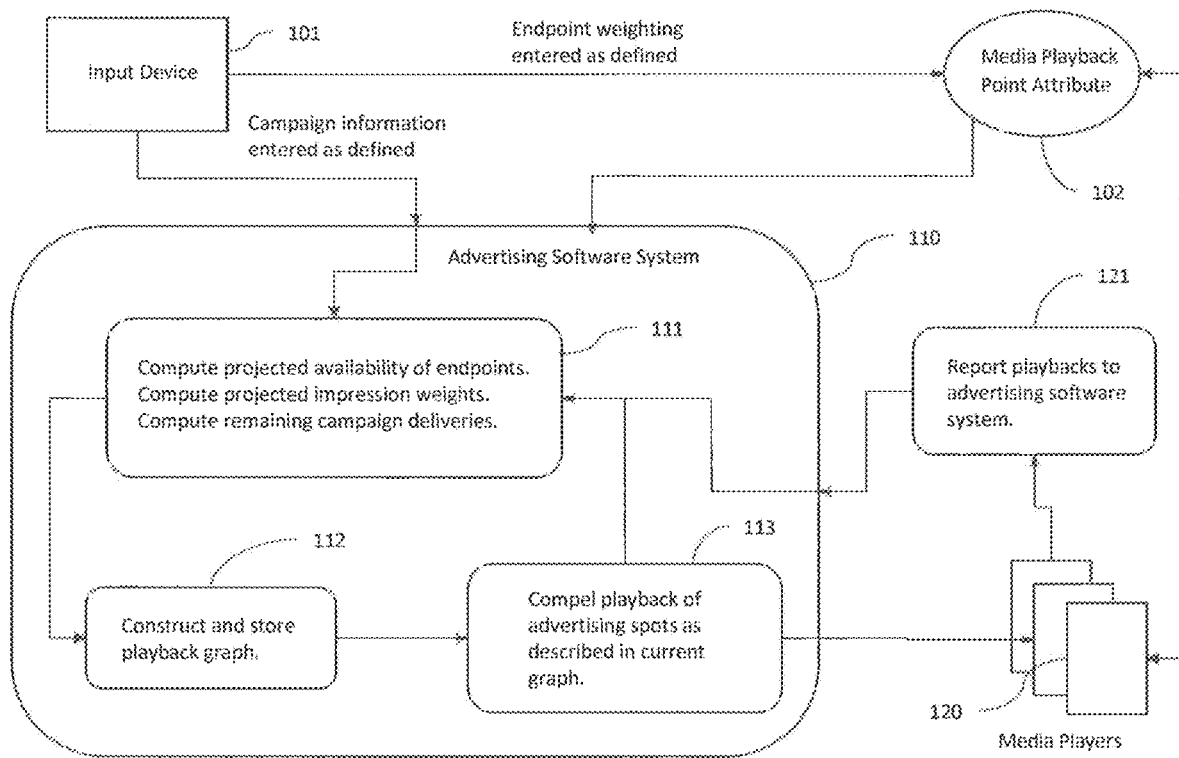 101
Input Device
Endpoint weighting
entered as defined
Media Playback
Point Attribute
Campaign information
entered as defined
102
Advertising Software System
110
121
111
Compute projected availability of endpoints.
Compute projected impression weights.
Compute remaining campaign deliveries.
Report playbacks to
advertising software
system.
112
113
Construct and store
playback graph.
Compel playback of
advertising spots as
described in current
graph.
120
Media Players